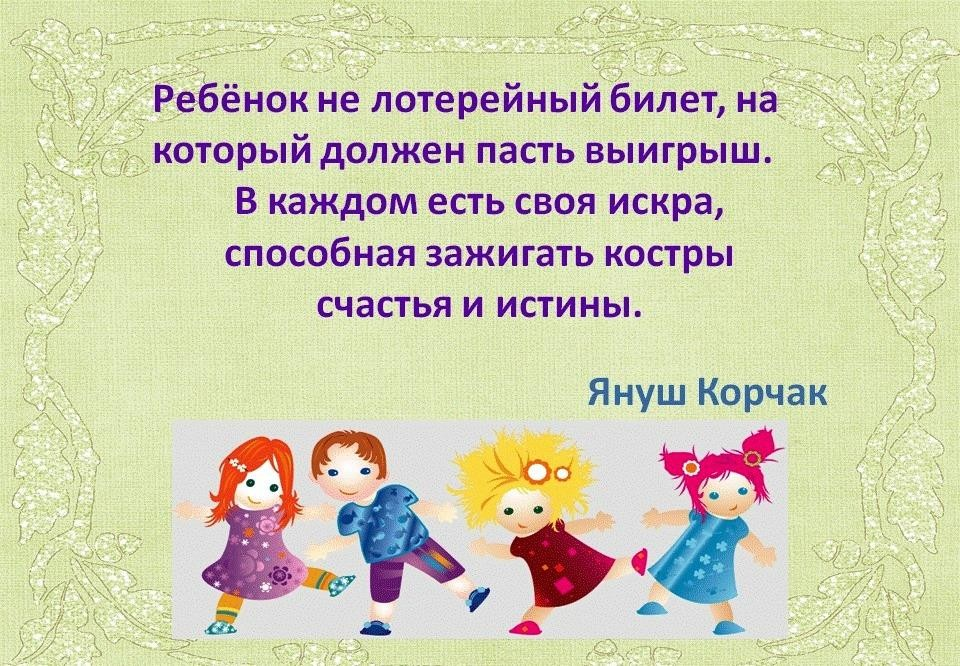 Ребёнок не лотерейный билет, на
который должен пасть выигрыш.
В каждом есть своя искра,
способная зажигать костры
счастья и истины.
Януш Корчак